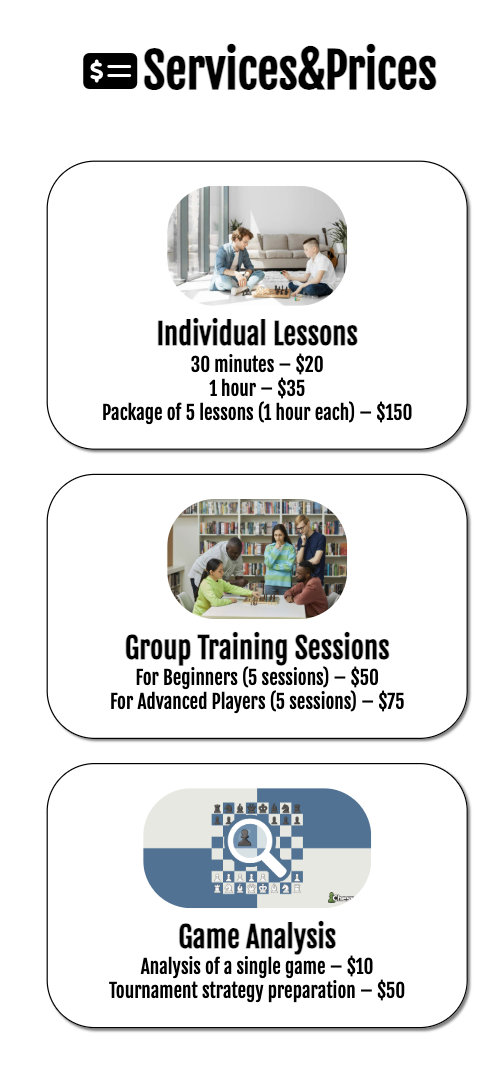 Services&Prices
Individual Lessons
30 minutes – $20
1 hour – $35
Package of 5 lessons (1 hour each) – $150
Group Training Sessions
For Beginners (5 sessions) – $50
For Advanced Players (5 sessions) – $75
Game Analysis
Analysis of a single game – $10
Tournament strategy preparation – $50